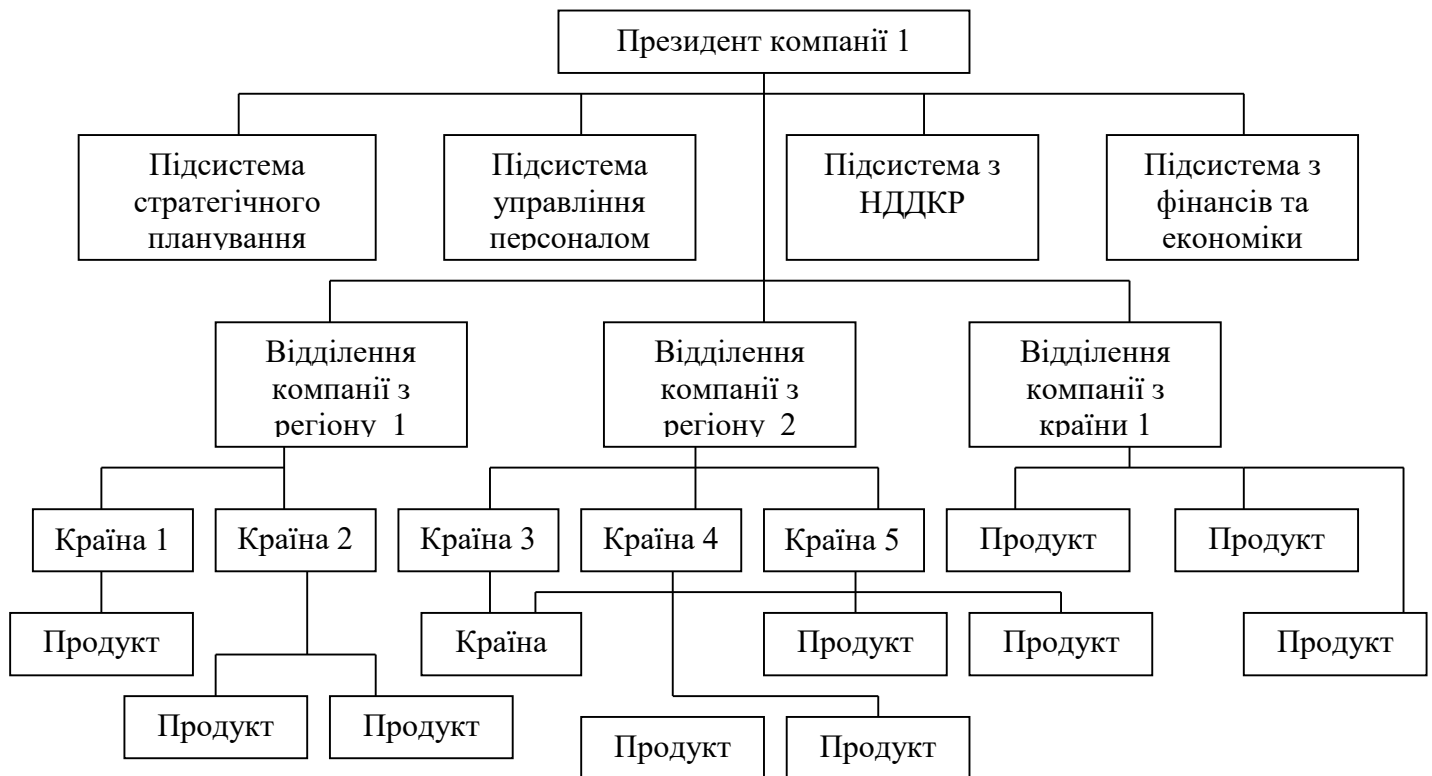 Президент компанії 1
Підсистема
стратегічного
планування
Підсистема
управління
персоналом
Підсистема з
НДДКР
Підсистема з
фінансів та
економіки
Відділення
компанії з
регіону 1
Відділення
компанії з
регіону 2
Відділення
компанії з
країни 1
Країна 1
Країна 2
Країна 3
Країна 4
Країна 5
Продукт
Продукт
Продукт
Країна
Продукт
Продукт
Продукт
Продукт
Продукт
Продукт
Продукт